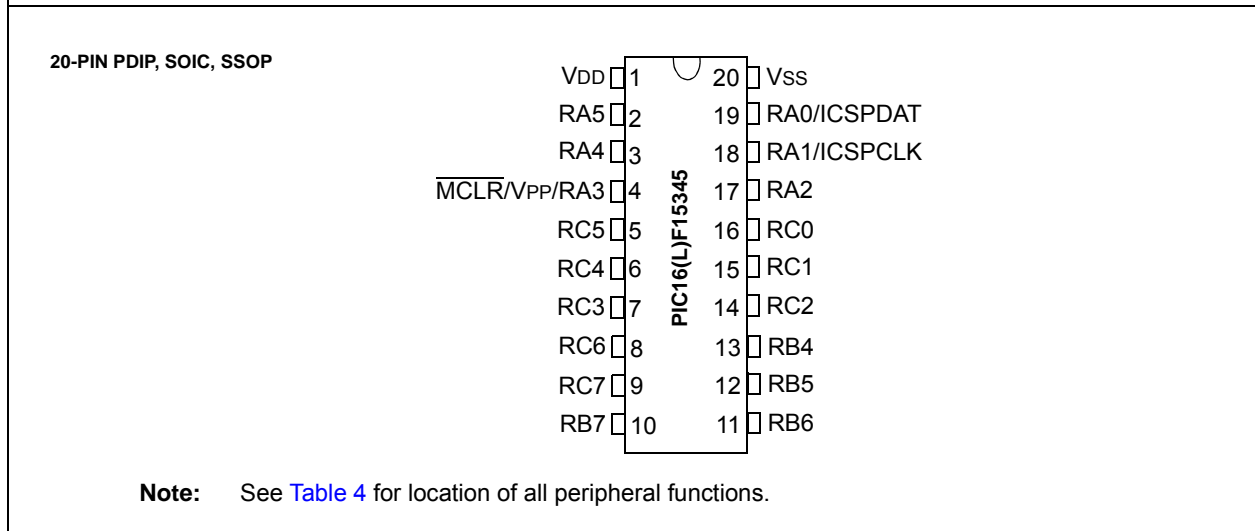 20-PIN PDIP, SOIC, SSOP
VDD 1 20 VSS
RA5 2 19 RA0/ICSPDAT
RA4 3 18 RA1/ICSPCLK
MCLR/VPP/RA3 4 17 RA2
RC5 5 16 RC0
RC4 6 15 RC1
RC3 7 14 RC2
RC6 8 13 RB4
RC7 9 12 RB5
RB7 10 11 RB6
PIC16(L)F15345
Note: See Table 4 for location of all peripheral functions.